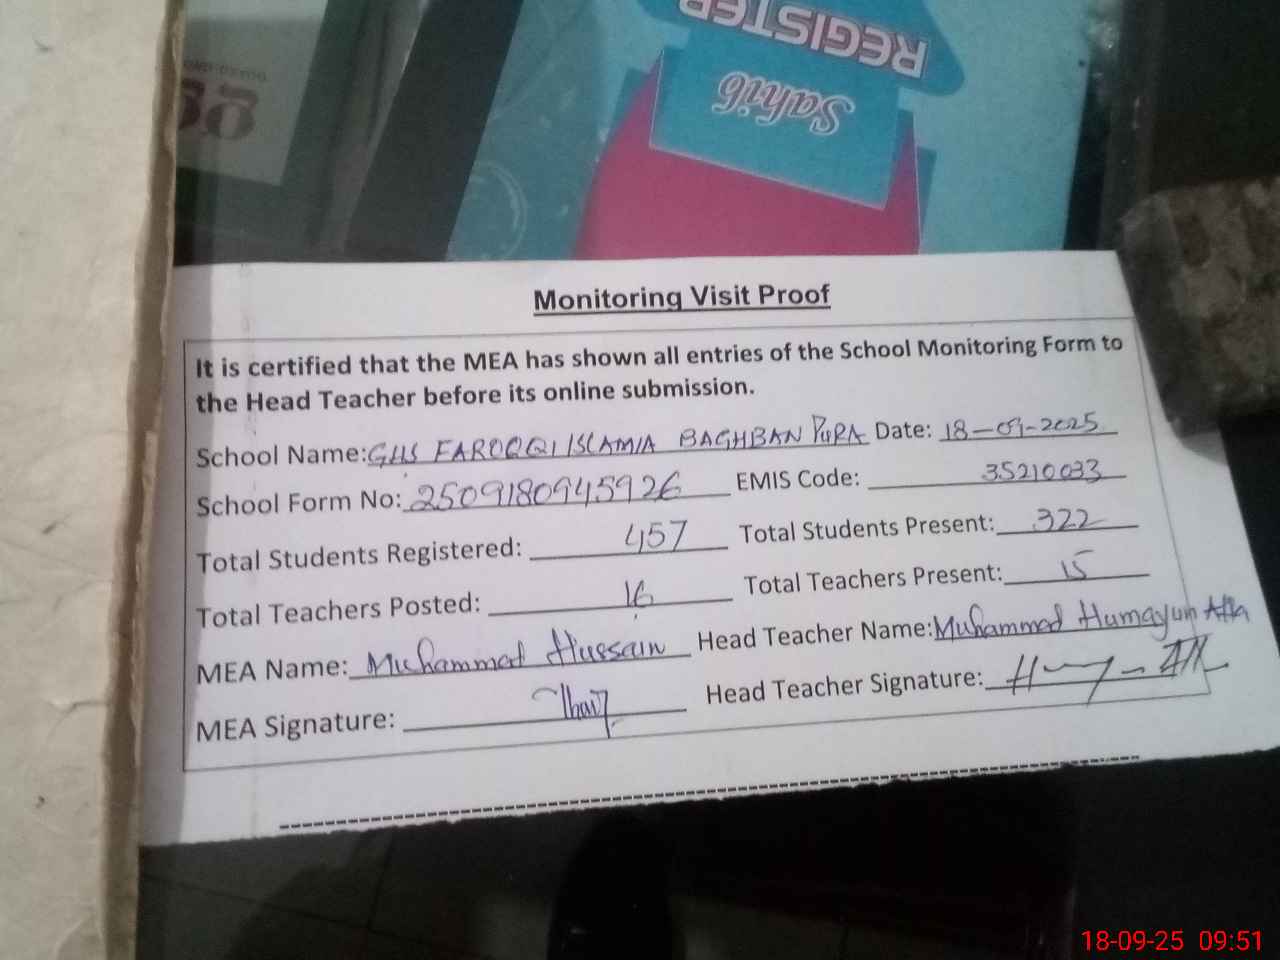 REGISTER
Sahib
Monitoring Visit Proof
It is certified that the MEA has shown all entries of the School Monitoring Form to
the Head Teacher before its online submission.
School Name: GHS FAROOQI ISLAMIA BAGHBAN PURA Date: 18-09-2025
School Form No: 2509180945926 EMIS Code: 35210033
Total Students Registered: 457 Total Students Present: 322
Total Teachers Posted: 16 Total Teachers Present: 15
MEA Name: Muhammad Hussain Head Teacher Name: Muhammad Humayun Atta
MEA Signature: Head Teacher Signature:
18-09-25 09:51